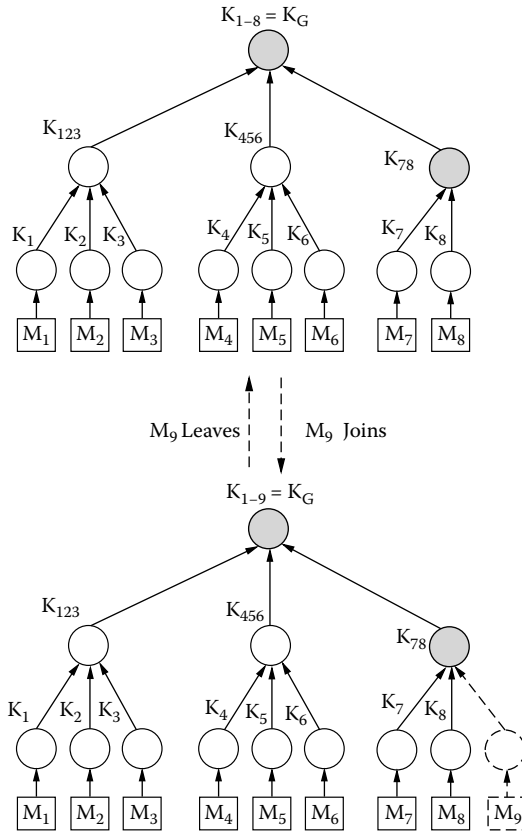 K1–8 = KG
K123 K456 K78
K1 K2 K3 K4 K5 K6 K7 K8
M1 M2 M3 M4 M5 M6 M7 M8
M9 Leaves M9 Joins
K1–9 = KG
K123 K456 K78
K1 K2 K3 K4 K5 K6 K7 K8
M1 M2 M3 M4 M5 M6 M7 M8 M9